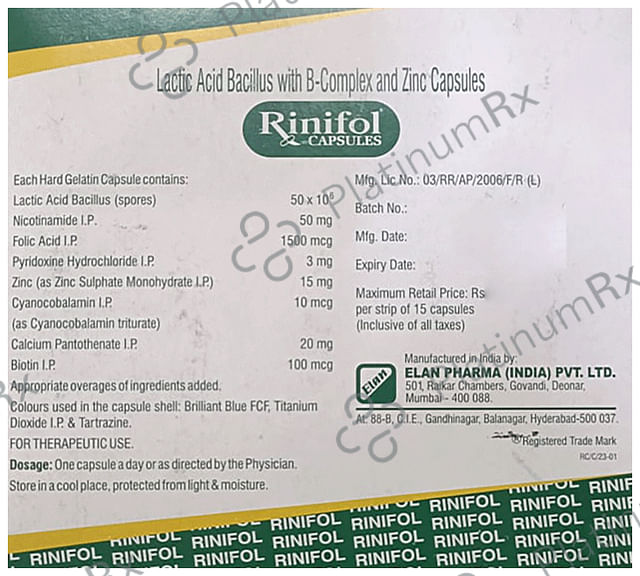 Lactic Acid Bacillus with B-Complex and Zinc Capsules
Rinifol®
CAPSULES
Each Hard Gelatin Capsule contains:
Lactic Acid Bacillus (spores) 50 x 10⁶
Nicotinamide I.P. 50 mg
Folic Acid I.P. 1500 mcg
Pyridoxine Hydrochloride I.P. 3 mg
Zinc (as Zinc Sulphate Monohydrate I.P.) 15 mg
Cyanocobalamin I.P. 10 mcg
(as Cyanocobalamin triturate)
Calcium Pantothenate I.P. 20 mg
Biotin I.P. 100 mcg
Appropriate overages of ingredients added.
Colours used in the capsule shell: Brilliant Blue FCF, Titanium
Dioxide I.P. & Tartrazine.
FOR THERAPEUTIC USE.
Dosage: One capsule a day or as directed by the Physician.
Store in a cool place, protected from light & moisture.
Mfg. Lic No.: 03/RR/AP/2006/F/R (L)
Batch No.:
Mfg. Date:
Expiry Date:
Maximum Retail Price: Rs
per strip of 15 capsules
(Inclusive of all taxes)
Elan
Manufactured in India by:
ELAN PHARMA (INDIA) PVT. LTD.
501, Raikar Chambers, Govandi, Deonar,
Mumbai - 400 088.
At: 88-B, C.I.E., Gandhinagar, Balanagar, Hyderabad-500 037.
® Registered Trade Mark
RC/C/23-01
RINIFOL RINIFOL RINIFOL RINIFOL RINIFOL RINIFOL
PlatinumRx
PlatinumRx